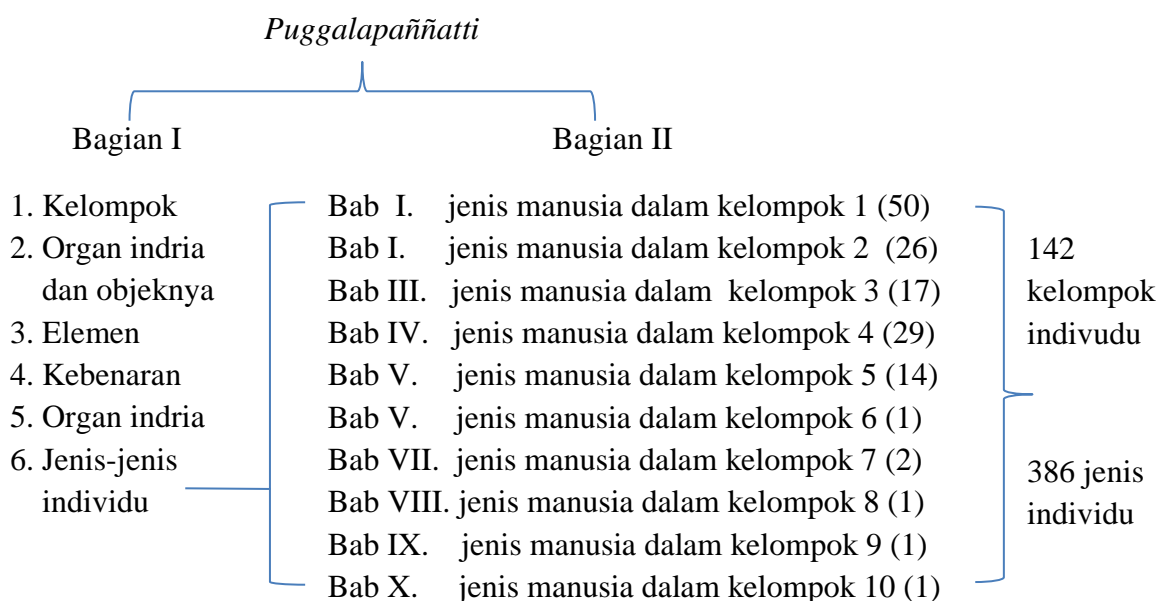 Puggalapaññatti
Bagian I
Bagian II
1. Kelompok
2. Organ indria
dan objeknya
3. Elemen
4. Kebenaran
5. Organ indria
6. Jenis-jenis
individu
Bab I. jenis manusia dalam kelompok 1 (50)
Bab I. jenis manusia dalam kelompok 2 (26)
Bab III. jenis manusia dalam kelompok 3 (17)
Bab IV. jenis manusia dalam kelompok 4 (29)
Bab V. jenis manusia dalam kelompok 5 (14)
Bab V. jenis manusia dalam kelompok 6 (1)
Bab VII. jenis manusia dalam kelompok 7 (2)
Bab VIII. jenis manusia dalam kelompok 8 (1)
Bab IX. jenis manusia dalam kelompok 9 (1)
Bab X. jenis manusia dalam kelompok 10 (1)
142
kelompok
indivudu
386 jenis
individu